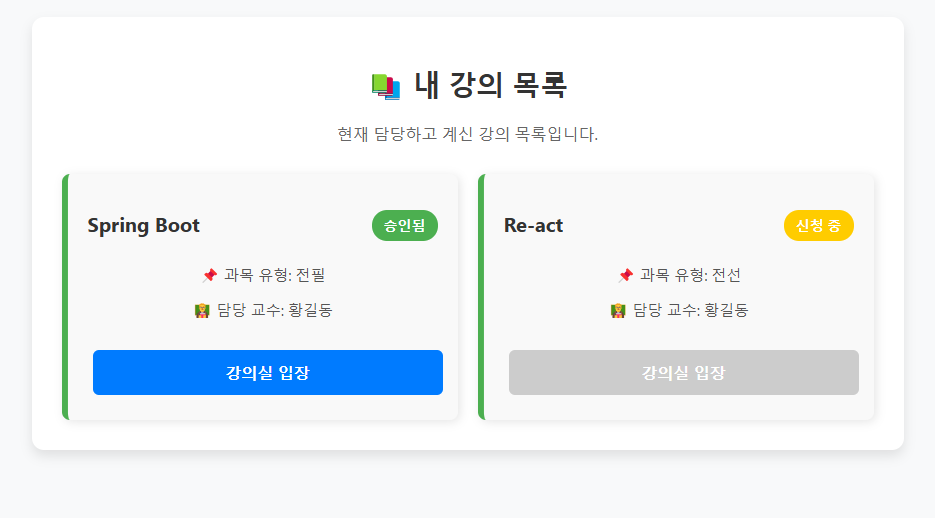 📚 내 강의 목록
현재 담당하고 계신 강의 목록입니다.
Spring Boot
승인됨
📌 과목 유형: 전필
👩‍🏫 담당 교수: 황길동
강의실 입장
Re-act
신청 중
📌 과목 유형: 전선
👩‍🏫 담당 교수: 황길동
강의실 입장